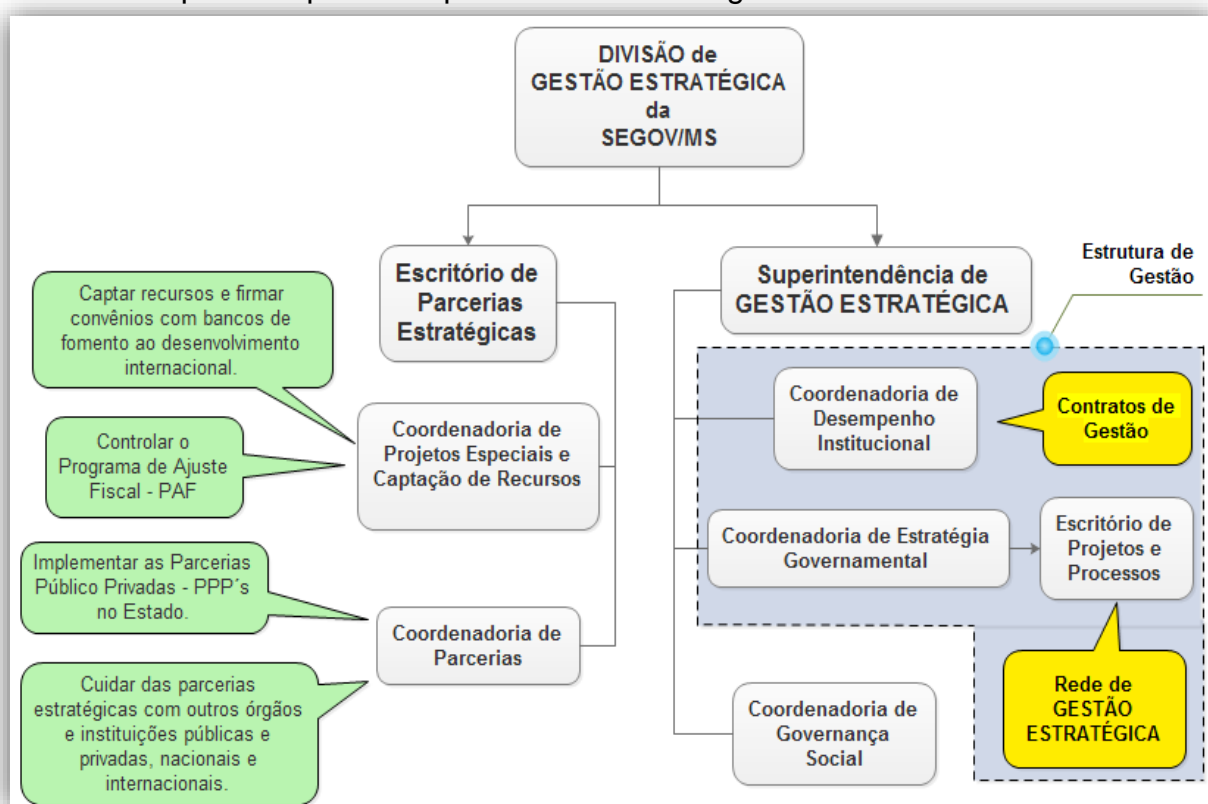 DIVISÃO de
GESTÃO ESTRATÉGICA
da
SEGOV/MS
Escritório de
Parcerias
Estratégicas
Superintendência de
GESTÃO ESTRATÉGICA
Estrutura de
Gestão
Captar recursos e firmar
convênios com bancos de
fomento ao desenvolvimento
internacional.
Controlar o
Programa de Ajuste
Fiscal - PAF
Coordenadoria de
Projetos Especiais e
Captação de Recursos
Implementar as Parcerias
Público Privadas - PPP´s
no Estado.
Coordenadoria de
Parcerias
Cuidar das parcerias
estratégicas com outros órgãos
e instituições públicas e
privadas, nacionais e
internacionais.
Coordenadoria de
Desempenho
Institucional
Contratos de
Gestão
Coordenadoria de Estratégia
Governamental
Escritório de
Projetos e
Processos
Rede de
GESTÃO
ESTRATÉGICA
Coordenadoria de
Governança
Social